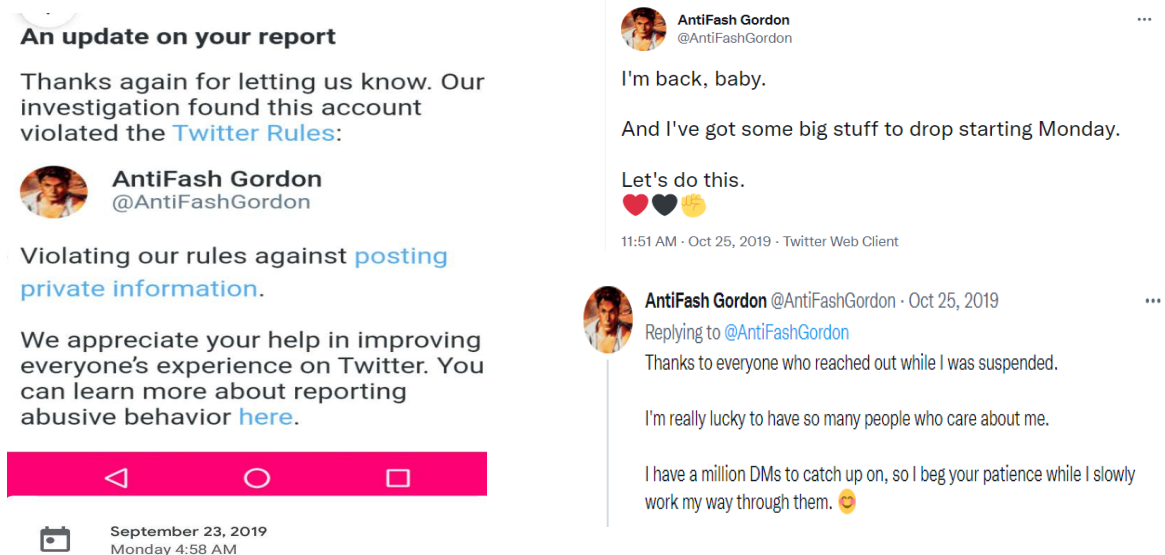 An update on your report
Thanks again for letting us know. Our
investigation found this account
violated the Twitter Rules:
AntiFash Gordon
@AntiFashGordon
Violating our rules against posting
private information.
We appreciate your help in improving
everyone's experience on Twitter. You
can learn more about reporting
abusive behavior here.
September 23, 2019
Monday 4:58 AM
AntiFash Gordon
@AntiFashGordon
I'm back, baby.
And I've got some big stuff to drop starting Monday.
Let's do this.
❤️🖤✊
11:51 AM · Oct 25, 2019 · Twitter Web Client
AntiFash Gordon @AntiFashGordon · Oct 25, 2019
Replying to @AntiFashGordon
Thanks to everyone who reached out while I was suspended.
I'm really lucky to have so many people who care about me.
I have a million DMs to catch up on, so I beg your patience while I slowly
work my way through them. 😊